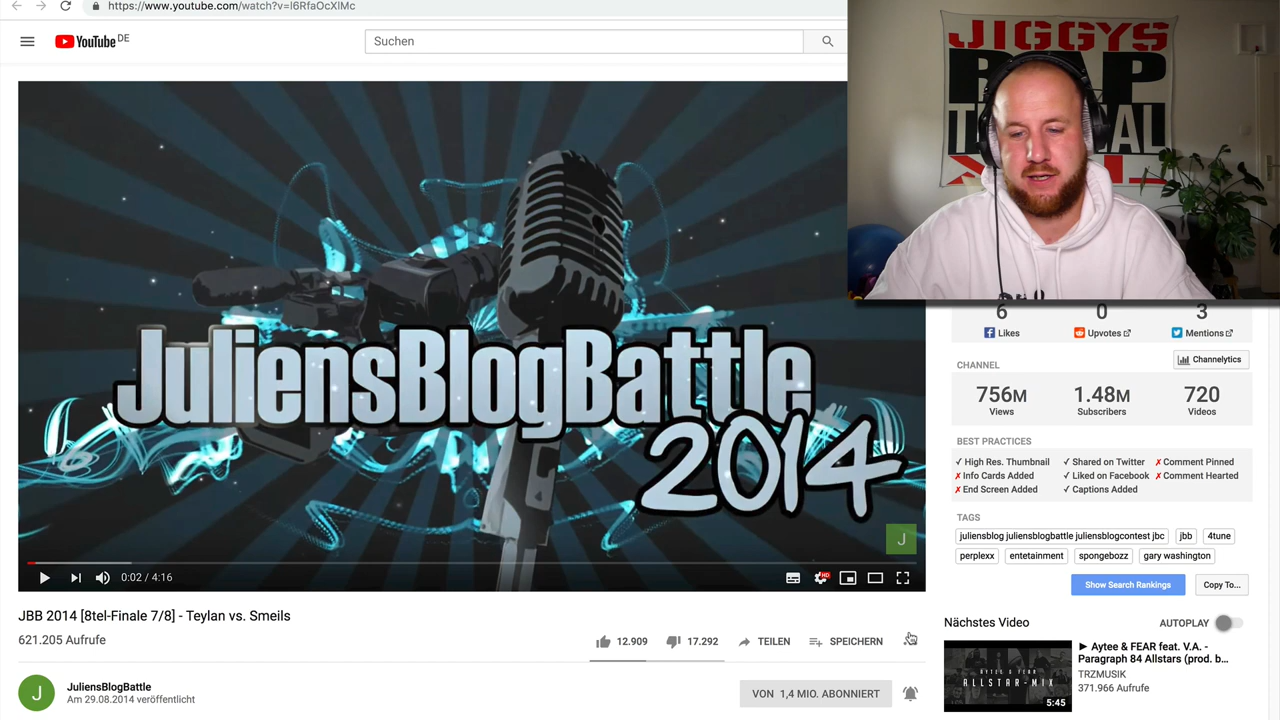 https://www.youtube.com/watch?v=I6RfaOcXlMc
YouTube DE
Suchen
JIGGYS
RAP
JuliensBlogBattle
2014
J
0:02 / 4:16
HD
JBB 2014 [8tel-Finale 7/8] - Teylan vs. Smeils
621.205 Aufrufe
12.909
17.292
TEILEN
SPEICHERN
J
JuliensBlogBattle
Am 29.08.2014 veröffentlicht
VON 1,4 MIO. ABONNIERT
6 0 3
Likes Upvotes Mentions
CHANNEL
Channelytics
756M 1.48M 720
Views Subscribers Videos
BEST PRACTICES
✓ High Res. Thumbnail ✓ Shared on Twitter ✗ Comment Pinned
✗ Info Cards Added ✓ Liked on Facebook ✗ Comment Hearted
✗ End Screen Added ✓ Captions Added
TAGS
juliensblog juliensblogbattle juliensblogcontest jbc jbb 4tune
perplexx entetainment spongebozz gary washington
Show Search Rankings Copy To...
Nächstes Video AUTOPLAY
► Aytee & FEAR feat. V.A. -
Paragraph 84 Allstars (prod. b...
TRZMUSIK
371.966 Aufrufe
AYTEE & FEAR
ALLSTAR-MIX
5:45